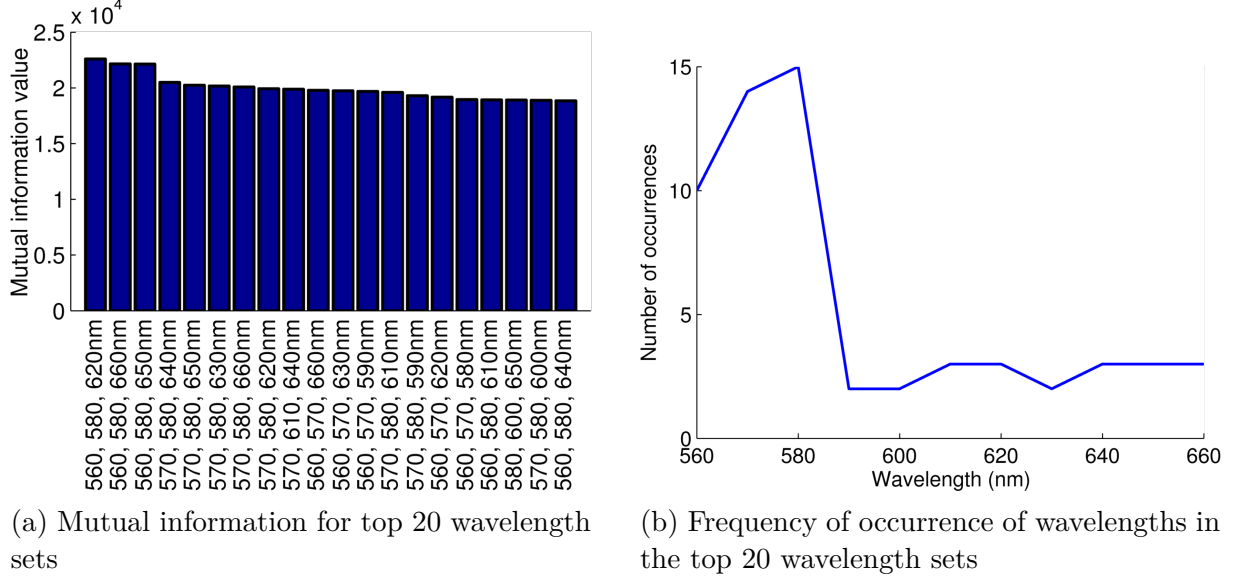 x 10^4
2.5
2
1.5
1
0.5
0
Mutual information value
560, 580, 620nm
560, 580, 660nm
560, 580, 650nm
570, 580, 640nm
570, 580, 650nm
570, 580, 630nm
570, 580, 660nm
570, 580, 620nm
570, 610, 640nm
560, 570, 660nm
560, 570, 630nm
560, 570, 590nm
570, 580, 610nm
570, 580, 590nm
560, 570, 620nm
560, 570, 580nm
560, 580, 610nm
580, 600, 650nm
570, 580, 600nm
560, 580, 640nm
(a) Mutual information for top 20 wavelength
sets
15
10
5
0
Number of occurrences
560
580
600
620
640
660
Wavelength (nm)
(b) Frequency of occurrence of wavelengths in
the top 20 wavelength sets